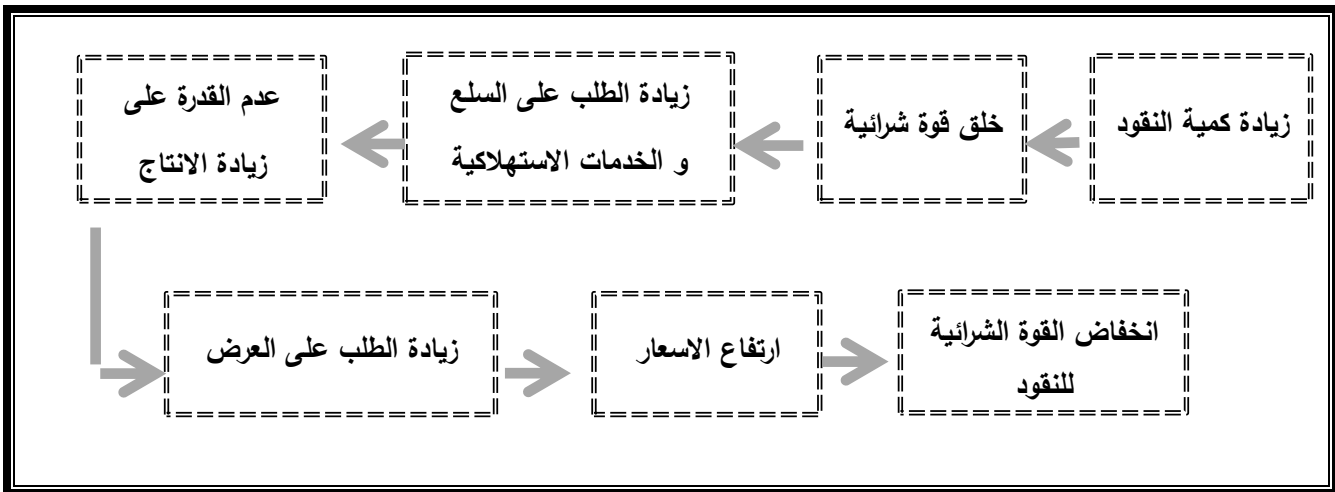 زيادة كمية النقود
خلق قوة شرائية
زيادة الطلب على السلع
و الخدمات الاستهلاكية
عدم القدرة على
زيادة الانتاج
زيادة الطلب على العرض
ارتفاع الاسعار
انخفاض القوة الشرائية
للنقود